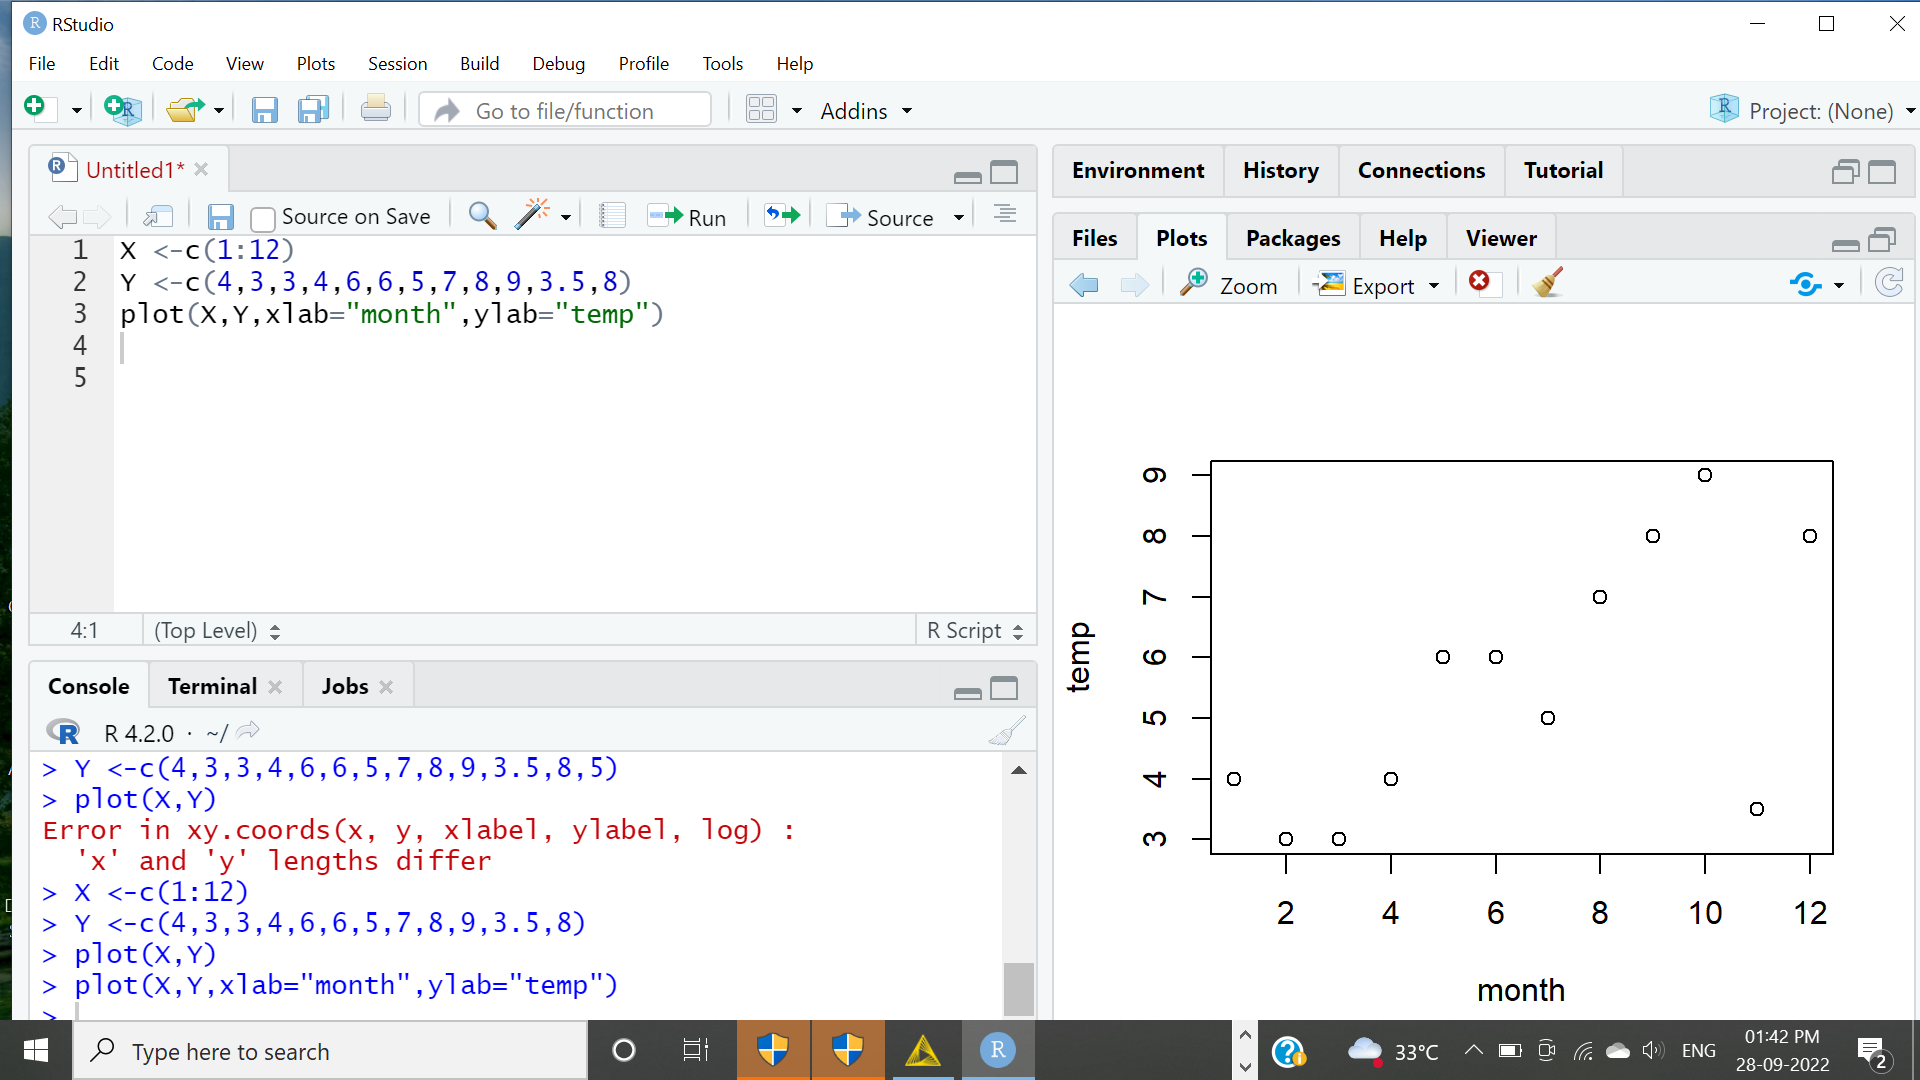 RStudio
File Edit Code View Plots Session Build Debug Profile Tools Help
Go to file/function Addins Project: (None)
Untitled1*
Source on Save Run Source
1 X <-c(1:12)
2 Y <-c(4,3,3,4,6,6,5,7,8,9,3.5,8)
3 plot(X,Y,xlab="month",ylab="temp")
4
5
4:1 (Top Level) R Script
Console Terminal Jobs
R 4.2.0 · ~/
> Y <-c(4,3,3,4,6,6,5,7,8,9,3.5,8,5)
> plot(X,Y)
Error in xy.coords(x, y, xlabel, ylabel, log) :
'x' and 'y' lengths differ
> X <-c(1:12)
> Y <-c(4,3,3,4,6,6,5,7,8,9,3.5,8)
> plot(X,Y)
> plot(X,Y,xlab="month",ylab="temp")
>
Environment History Connections Tutorial
Files Plots Packages Help Viewer
Zoom Export
9
8
7
6
5
4
3
temp
2 4 6 8 10 12
month
Type here to search
33°C ENG
01:42 PM
28-09-2022
2